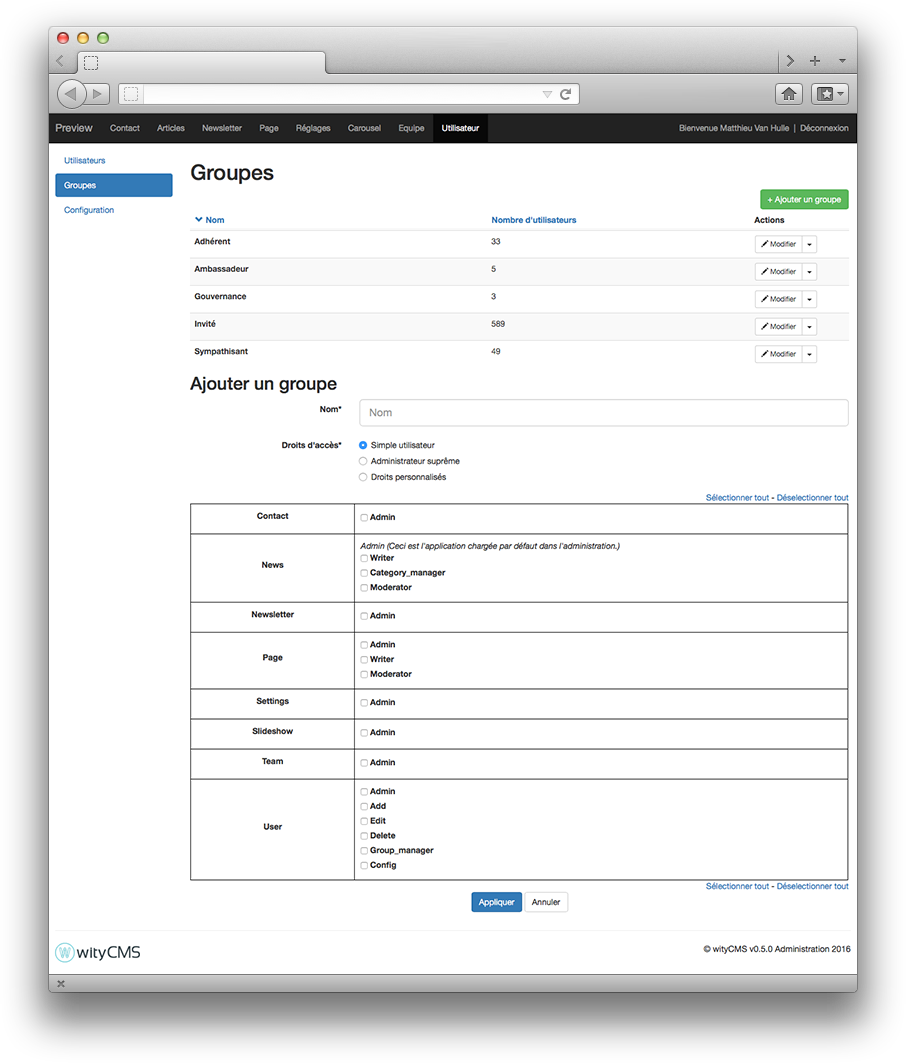 Preview Contact Articles Newsletter Page Réglages Carousel Equipe Utilisateur Bienvenue Matthieu Van Hulle | Déconnexion
Utilisateurs
Groupes
Configuration
Groupes
+ Ajouter un groupe
Nom Nombre d'utilisateurs Actions
Adhérent 33 Modifier
Ambassadeur 5 Modifier
Gouvernance 3 Modifier
Invité 589 Modifier
Sympathisant 49 Modifier
Ajouter un groupe
Nom* Nom
Droits d'accès* Simple utilisateur
Administrateur suprême
Droits personnalisés
Sélectionner tout - Déselectionner tout
Contact Admin
News
Admin (Ceci est l'application chargée par défaut dans l'administration.)
Writer
Category_manager
Moderator
Newsletter Admin
Page
Admin
Writer
Moderator
Settings Admin
Slideshow Admin
Team Admin
User
Admin
Add
Edit
Delete
Group_manager
Config
Sélectionner tout - Déselectionner tout
Appliquer Annuler
W wityCMS © wityCMS v0.5.0 Administration 2016